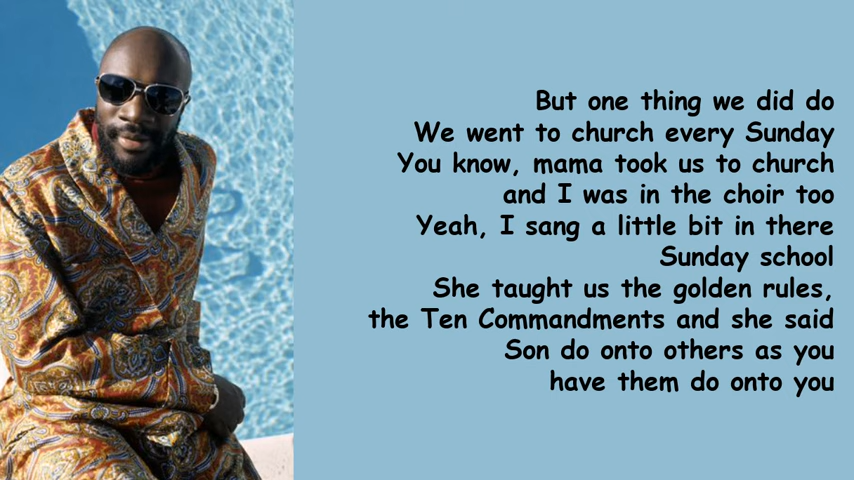 But one thing we did do
We went to church every Sunday
You know, mama took us to church
and I was in the choir too
Yeah, I sang a little bit in there
Sunday school
She taught us the golden rules,
the Ten Commandments and she said
Son do onto others as you
have them do onto you